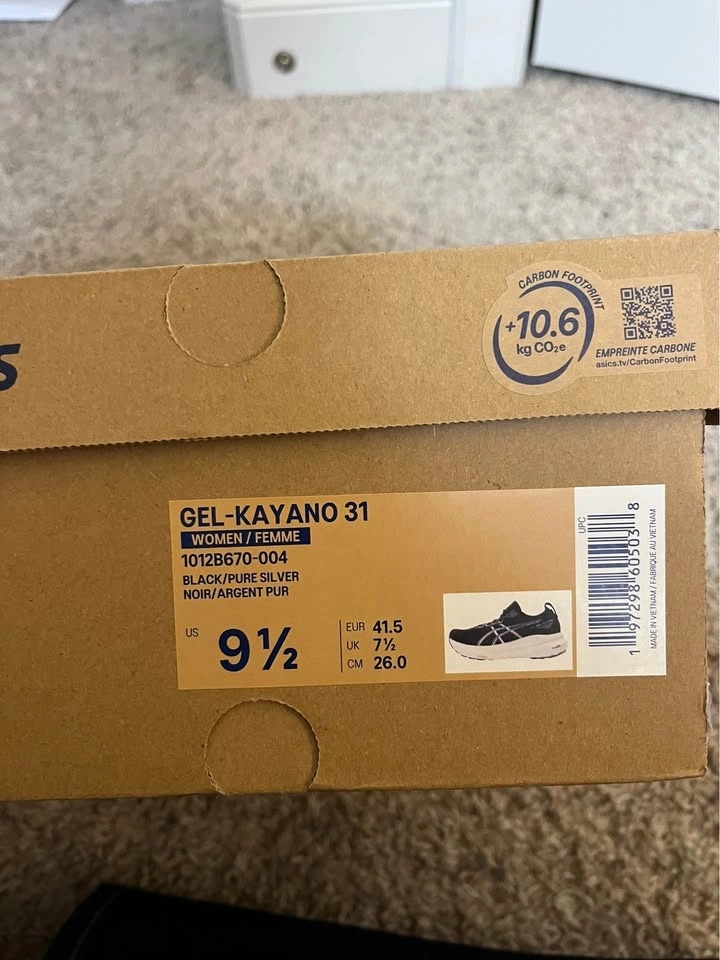 s
CARBON FOOTPRINT
+10.6
kg CO₂e
EMPREINTE CARBONE
asics.tv/CarbonFootprint
GEL-KAYANO 31
WOMEN / FEMME
1012B670-004
BLACK/PURE SILVER
NOIR/ARGENT PUR
US 9½
EUR 41.5
UK 7½
CM 26.0
UPC
1 97298 60503 8
MADE IN VIETNAM / FABRIQUÉ AU VIETNAM